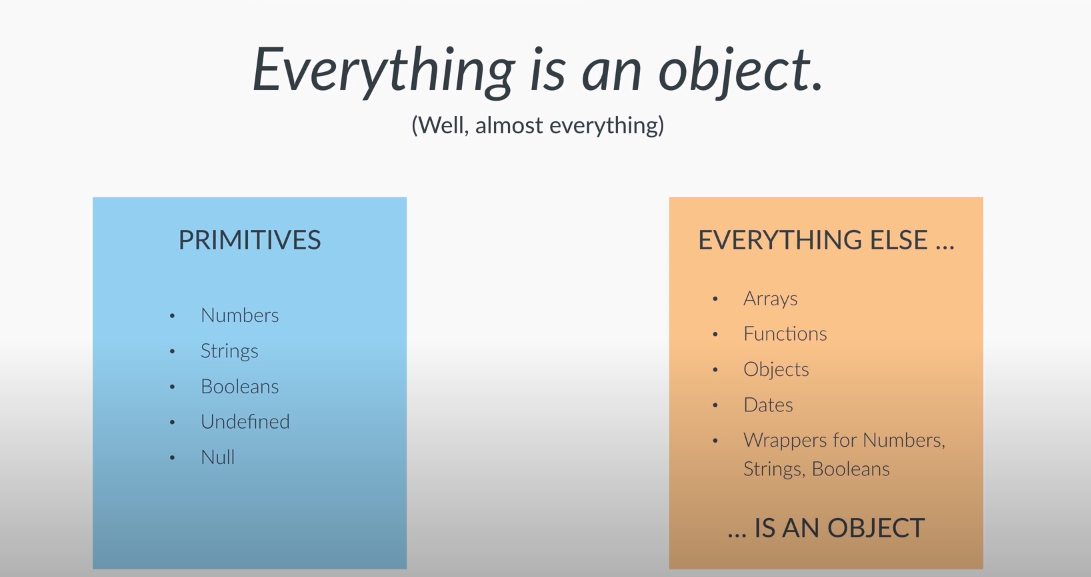 Everything is an object.
(Well, almost everything)
PRIMITIVES
• Numbers
• Strings
• Booleans
• Undefined
• Null
EVERYTHING ELSE ...
• Arrays
• Functions
• Objects
• Dates
• Wrappers for Numbers,
Strings, Booleans
... IS AN OBJECT